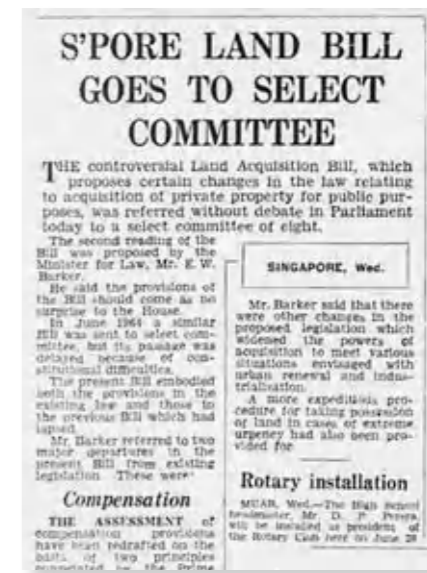 S'PORE LAND BILL
GOES TO SELECT
COMMITTEE
THE controversial Land Acquisition Bill, which
proposes certain changes in the law relating
to acquisition of private property for public pur-
poses, was referred without debate in Parliament
today to a select committee of eight.
The second reading of the
Bill was proposed by the
Minister for Law, Mr. E. W.
Barker.
He said the provisions of
the Bill should come as no
surprise to the House.
In June 1964 a similar
Bill was sent to select com-
mittee, but its passage was
delayed because of con-
stitutional difficulties.
The present Bill embodied
both the provisions in the
existing law and those in
the previous Bill which had
lapsed.
Mr. Barker referred to two
major departures in the
present Bill from existing
legislation. These were
Compensation
THE ASSESSMENT of
compensation provisions
have been redrafted on the
basis of two principles
by the Prime
SINGAPORE, Wed.
Mr. Barker said that there
were other changes in the
proposed legislation which
widened the powers of
acquisition to meet various
situations envisaged with
urban renewal and indus-
trialisation.
A more expeditious pro-
cedure for taking possession
of land in cases of extreme
urgency had also been pro-
vided for
Rotary installation
MUAR, Wed.—The High School
headmaster, Mr. D. P. Perera,
will be installed as president of
the Rotary Club here on June 28